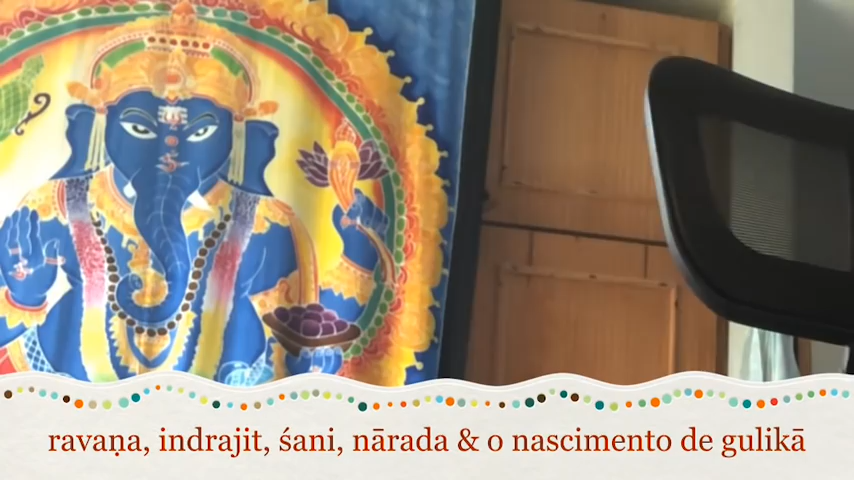 ravaṇa, indrajit, śani, nārada & o nascimento de gulikā